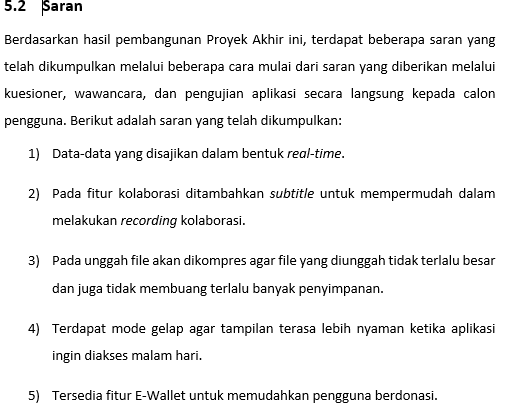 5.2 Saran
Berdasarkan hasil pembangunan Proyek Akhir ini, terdapat beberapa saran yang
telah dikumpulkan melalui beberapa cara mulai dari saran yang diberikan melalui
kuesioner, wawancara, dan pengujian aplikasi secara langsung kepada calon
pengguna. Berikut adalah saran yang telah dikumpulkan:
1) Data-data yang disajikan dalam bentuk real-time.
2) Pada fitur kolaborasi ditambahkan subtitle untuk mempermudah dalam
melakukan recording kolaborasi.
3) Pada unggah file akan dikompres agar file yang diunggah tidak terlalu besar
dan juga tidak membuang terlalu banyak penyimpanan.
4) Terdapat mode gelap agar tampilan terasa lebih nyaman ketika aplikasi
ingin diakses malam hari.
5) Tersedia fitur E-Wallet untuk memudahkan pengguna berdonasi.